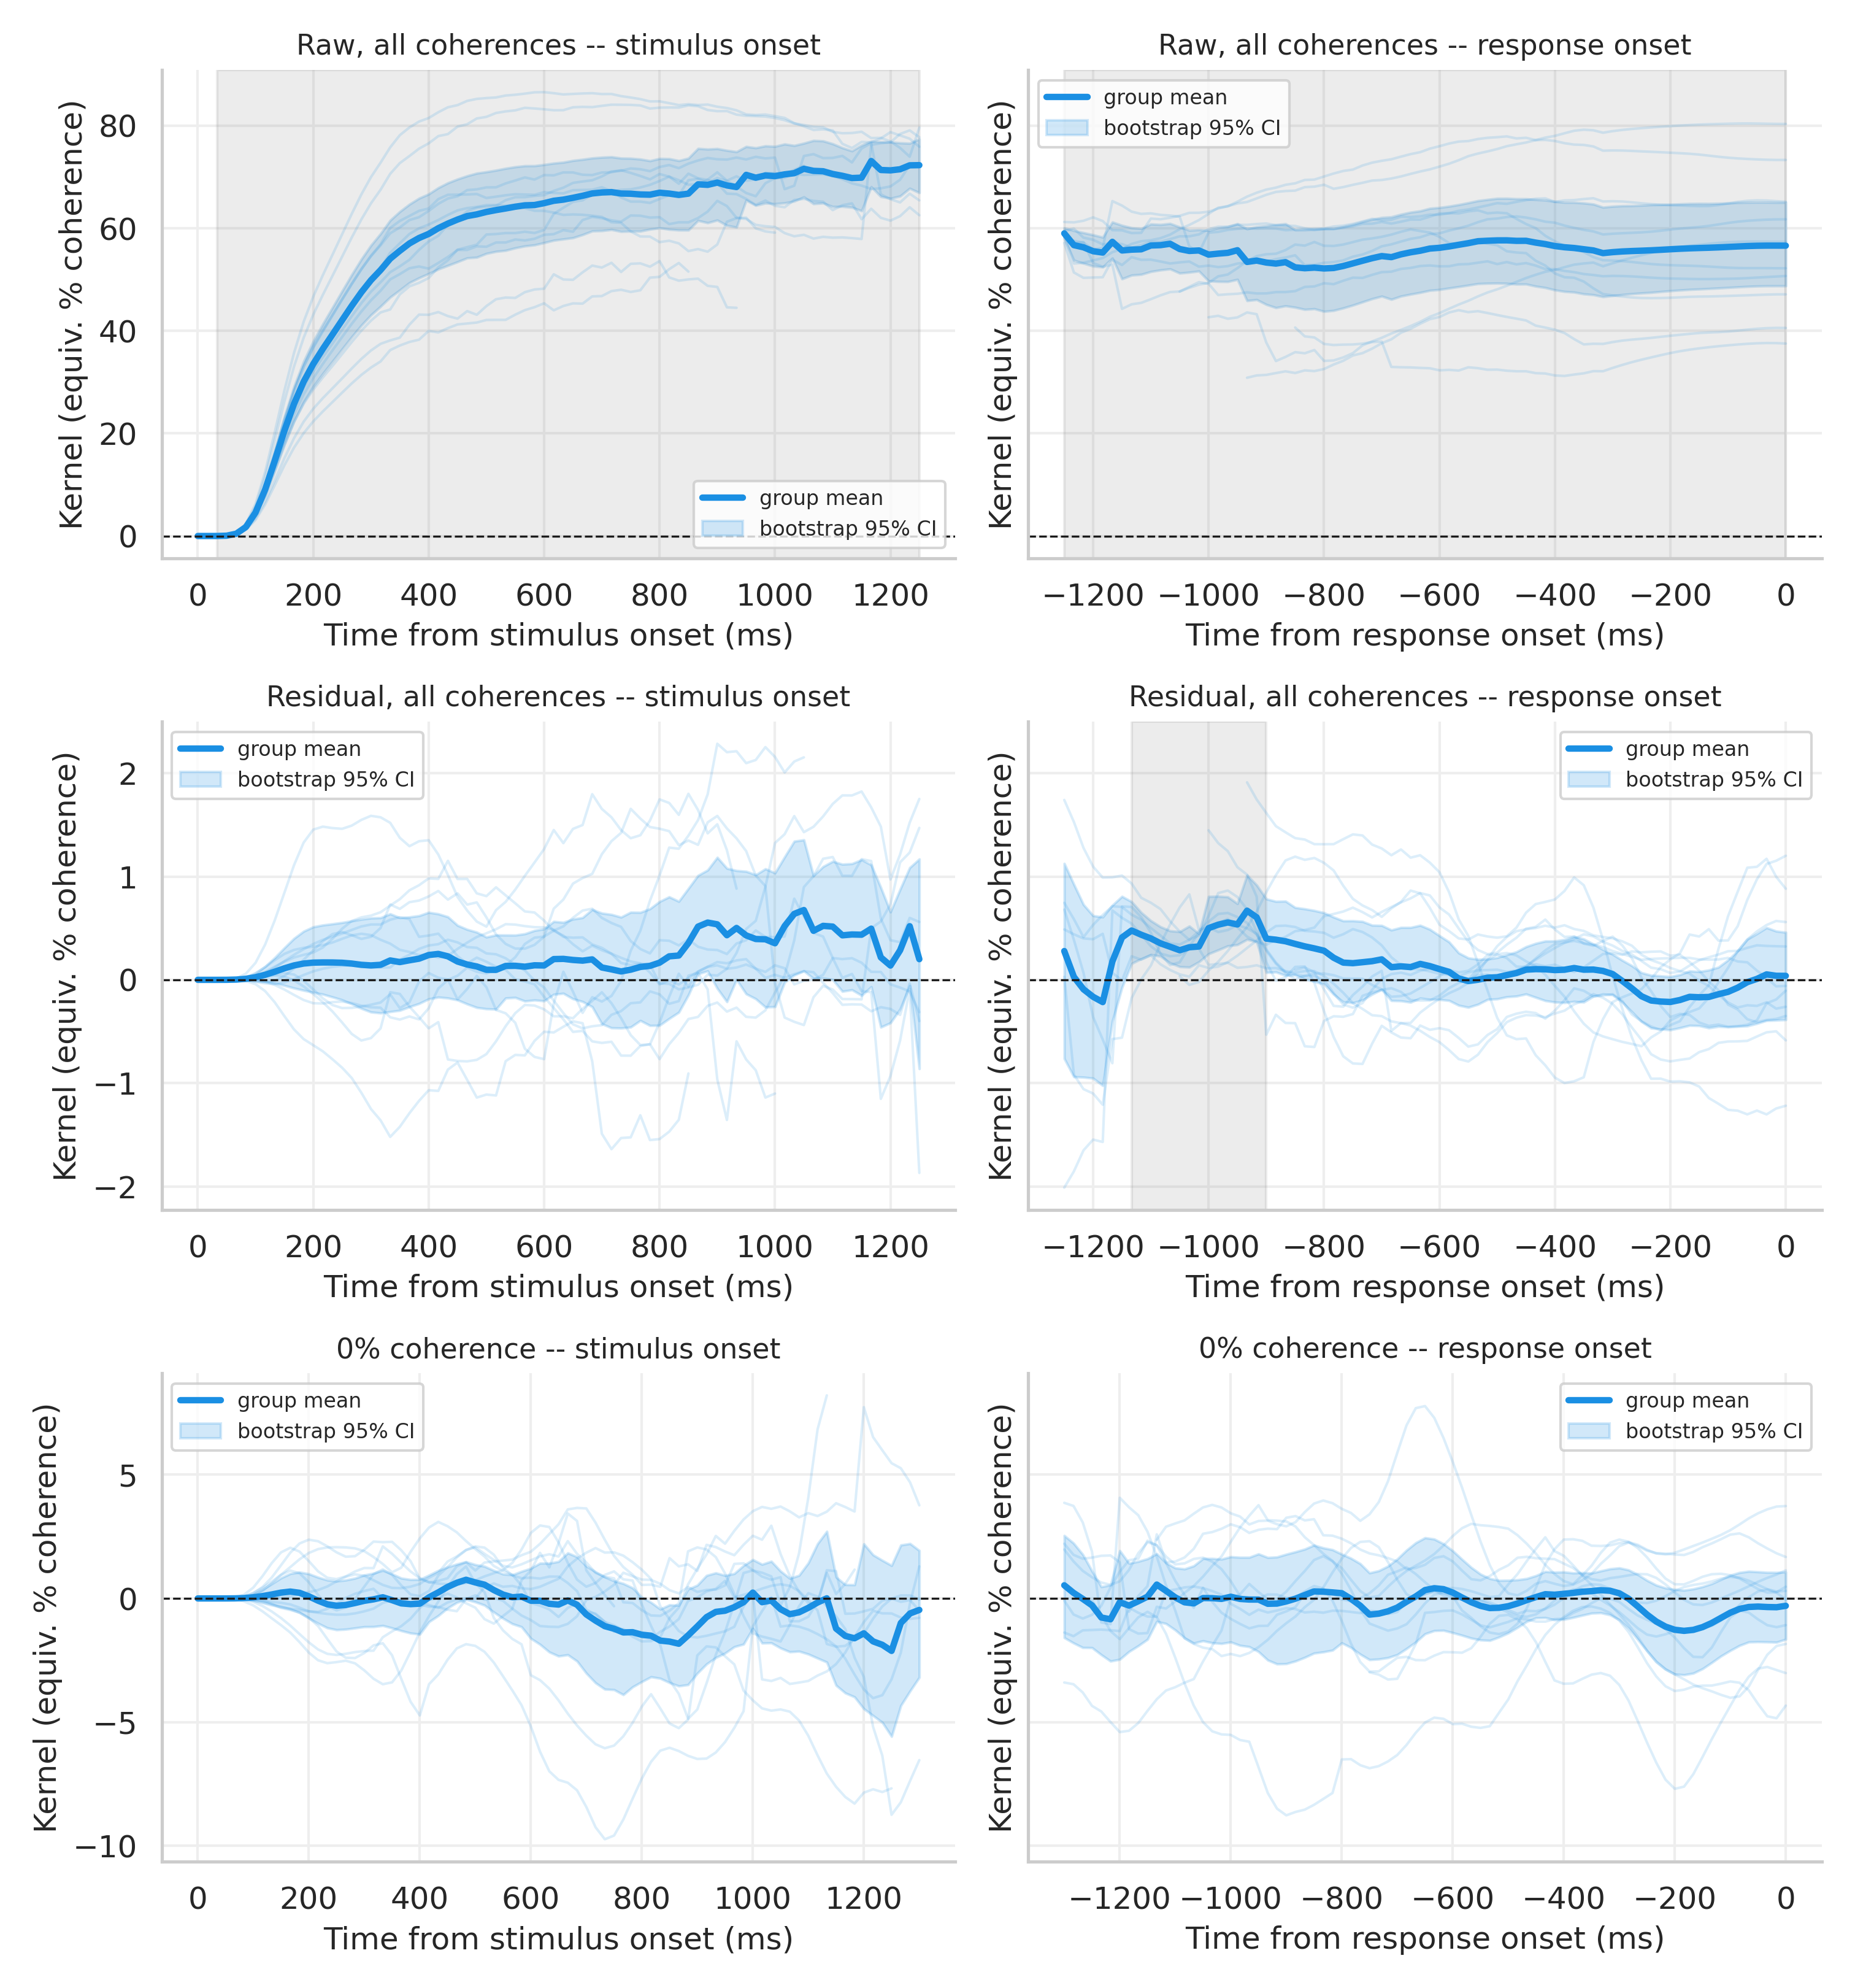 Raw, all coherences -- stimulus onset
Kernel (equiv. % coherence)
80
60
40
20
0
group mean
bootstrap 95% CI
0 200 400 600 800 1000 1200
Time from stimulus onset (ms)
Raw, all coherences -- response onset
Kernel (equiv. % coherence)
group mean
bootstrap 95% CI
−1200 −1000 −800 −600 −400 −200 0
Time from response onset (ms)
Residual, all coherences -- stimulus onset
Kernel (equiv. % coherence)
2
1
0
−1
−2
group mean
bootstrap 95% CI
0 200 400 600 800 1000 1200
Time from stimulus onset (ms)
Residual, all coherences -- response onset
Kernel (equiv. % coherence)
group mean
bootstrap 95% CI
−1200 −1000 −800 −600 −400 −200 0
Time from response onset (ms)
0% coherence -- stimulus onset
Kernel (equiv. % coherence)
5
0
−5
−10
group mean
bootstrap 95% CI
0 200 400 600 800 1000 1200
Time from stimulus onset (ms)
0% coherence -- response onset
Kernel (equiv. % coherence)
group mean
bootstrap 95% CI
−1200 −1000 −800 −600 −400 −200 0
Time from response onset (ms)